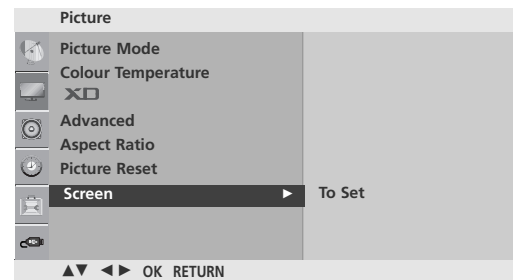 Picture
Picture Mode
Colour Temperature
XD
Advanced
Aspect Ratio
Picture Reset
Screen ► To Set
▲▼ ◄► OK RETURN